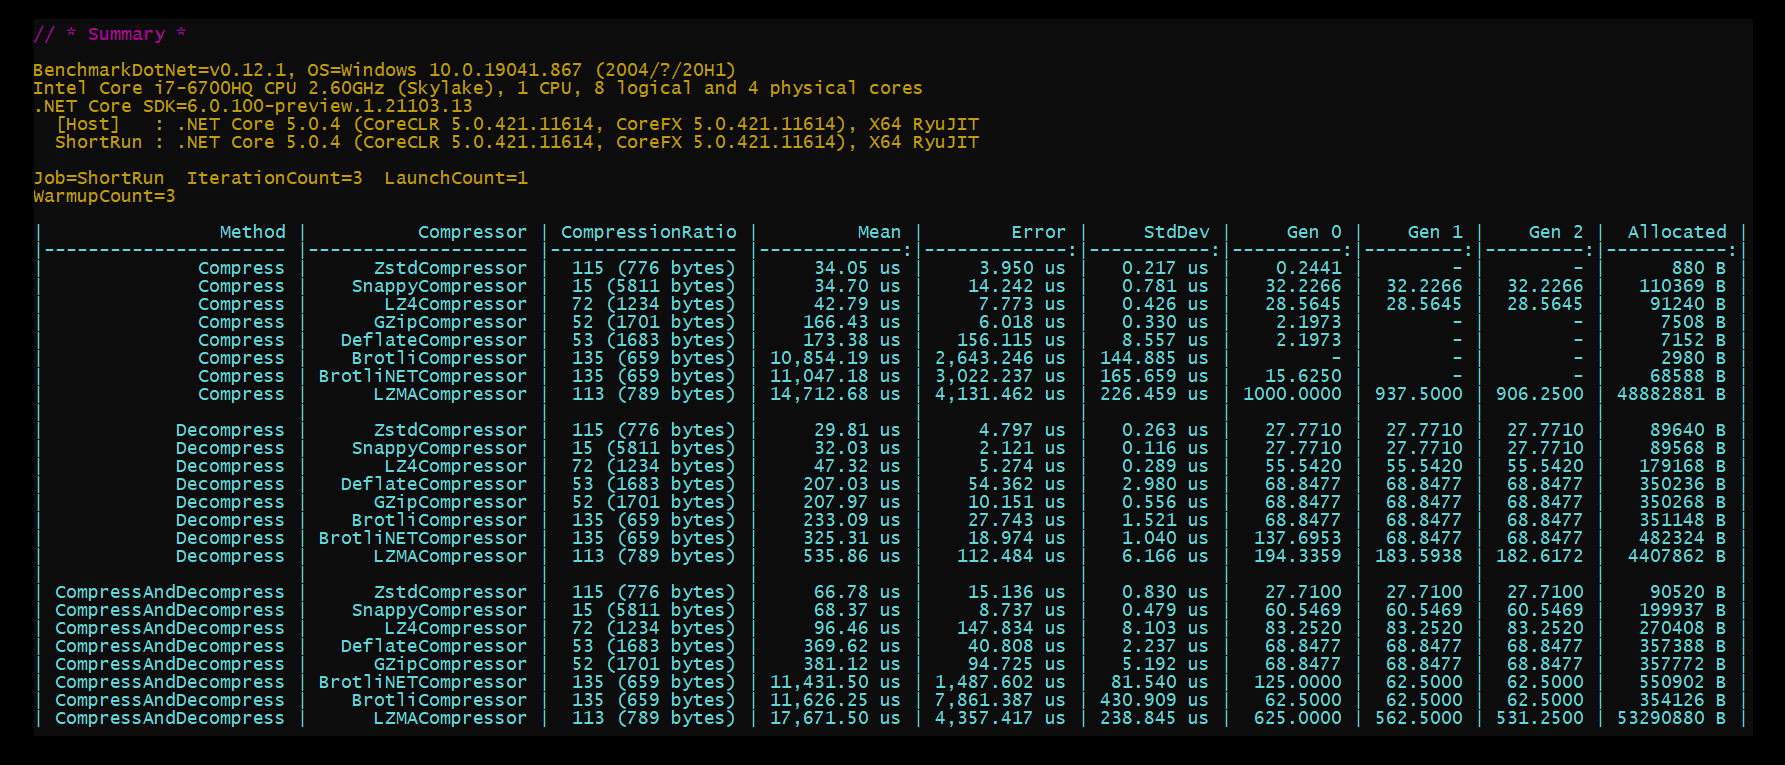 // * Summary *
BenchmarkDotNet=v0.12.1, OS=Windows 10.0.19041.867 (2004/?/20H1)
Intel Core i7-6700HQ CPU 2.60GHz (Skylake), 1 CPU, 8 logical and 4 physical cores
.NET Core SDK=6.0.100-preview.1.21103.13
  [Host]   : .NET Core 5.0.4 (CoreCLR 5.0.421.11614, CoreFX 5.0.421.11614), X64 RyuJIT
  ShortRun : .NET Core 5.0.4 (CoreCLR 5.0.421.11614, CoreFX 5.0.421.11614), X64 RyuJIT
Job=ShortRun  IterationCount=3  LaunchCount=1
WarmupCount=3
| Method | Compressor | CompressionRatio | Mean | Error | StdDev | Gen 0 | Gen 1 | Gen 2 | Allocated |
|---------------------- |-------------------- |----------------- |-------------:|-------------:|-----------:|----------:|---------:|---------:|-----------:|
| Compress | ZstdCompressor | 115 (776 bytes) | 34.05 us | 3.950 us | 0.217 us | 0.2441 | - | - | 880 B |
| Compress | SnappyCompressor | 15 (5811 bytes) | 34.70 us | 14.242 us | 0.781 us | 32.2266 | 32.2266 | 32.2266 | 110369 B |
| Compress | LZ4Compressor | 72 (1234 bytes) | 42.79 us | 7.773 us | 0.426 us | 28.5645 | 28.5645 | 28.5645 | 91240 B |
| Compress | GZipCompressor | 52 (1701 bytes) | 166.43 us | 6.018 us | 0.330 us | 2.1973 | - | - | 7508 B |
| Compress | DeflateCompressor | 53 (1683 bytes) | 173.38 us | 156.115 us | 8.557 us | 2.1973 | - | - | 7152 B |
| Compress | BrotliCompressor | 135 (659 bytes) | 10,854.19 us | 2,643.246 us | 144.885 us | - | - | - | 2980 B |
| Compress | BrotliNETCompressor | 135 (659 bytes) | 11,047.18 us | 3,022.237 us | 165.659 us | 15.6250 | - | - | 68588 B |
| Compress | LZMACompressor | 113 (789 bytes) | 14,712.68 us | 4,131.462 us | 226.459 us | 1000.0000 | 937.5000 | 906.2500 | 48882881 B |
| | | | | | | | | | |
| Decompress | ZstdCompressor | 115 (776 bytes) | 29.81 us | 4.797 us | 0.263 us | 27.7710 | 27.7710 | 27.7710 | 89640 B |
| Decompress | SnappyCompressor | 15 (5811 bytes) | 32.03 us | 2.121 us | 0.116 us | 27.7710 | 27.7710 | 27.7710 | 89568 B |
| Decompress | LZ4Compressor | 72 (1234 bytes) | 47.32 us | 5.274 us | 0.289 us | 55.5420 | 55.5420 | 55.5420 | 179168 B |
| Decompress | DeflateCompressor | 53 (1683 bytes) | 207.03 us | 54.362 us | 2.980 us | 68.8477 | 68.8477 | 68.8477 | 350236 B |
| Decompress | GZipCompressor | 52 (1701 bytes) | 207.97 us | 10.151 us | 0.556 us | 68.8477 | 68.8477 | 68.8477 | 350268 B |
| Decompress | BrotliCompressor | 135 (659 bytes) | 233.09 us | 27.743 us | 1.521 us | 68.8477 | 68.8477 | 68.8477 | 351148 B |
| Decompress | BrotliNETCompressor | 135 (659 bytes) | 325.31 us | 18.974 us | 1.040 us | 137.6953 | 68.8477 | 68.8477 | 482324 B |
| Decompress | LZMACompressor | 113 (789 bytes) | 535.86 us | 112.484 us | 6.166 us | 194.3359 | 183.5938 | 182.6172 | 4407862 B |
| | | | | | | | | | |
| CompressAndDecompress | ZstdCompressor | 115 (776 bytes) | 66.78 us | 15.136 us | 0.830 us | 27.7100 | 27.7100 | 27.7100 | 90520 B |
| CompressAndDecompress | SnappyCompressor | 15 (5811 bytes) | 68.37 us | 8.737 us | 0.479 us | 60.5469 | 60.5469 | 60.5469 | 199937 B |
| CompressAndDecompress | LZ4Compressor | 72 (1234 bytes) | 96.46 us | 147.834 us | 8.103 us | 83.2520 | 83.2520 | 83.2520 | 270408 B |
| CompressAndDecompress | DeflateCompressor | 53 (1683 bytes) | 369.62 us | 40.808 us | 2.237 us | 68.8477 | 68.8477 | 68.8477 | 357388 B |
| CompressAndDecompress | GZipCompressor | 52 (1701 bytes) | 381.12 us | 94.725 us | 5.192 us | 68.8477 | 68.8477 | 68.8477 | 357772 B |
| CompressAndDecompress | BrotliNETCompressor | 135 (659 bytes) | 11,431.50 us | 1,487.602 us | 81.540 us | 125.0000 | 62.5000 | 62.5000 | 550902 B |
| CompressAndDecompress | BrotliCompressor | 135 (659 bytes) | 11,626.25 us | 7,861.387 us | 430.909 us | 62.5000 | 62.5000 | 62.5000 | 354126 B |
| CompressAndDecompress | LZMACompressor | 113 (789 bytes) | 17,671.50 us | 4,357.417 us | 238.845 us | 625.0000 | 562.5000 | 531.2500 | 53290880 B |